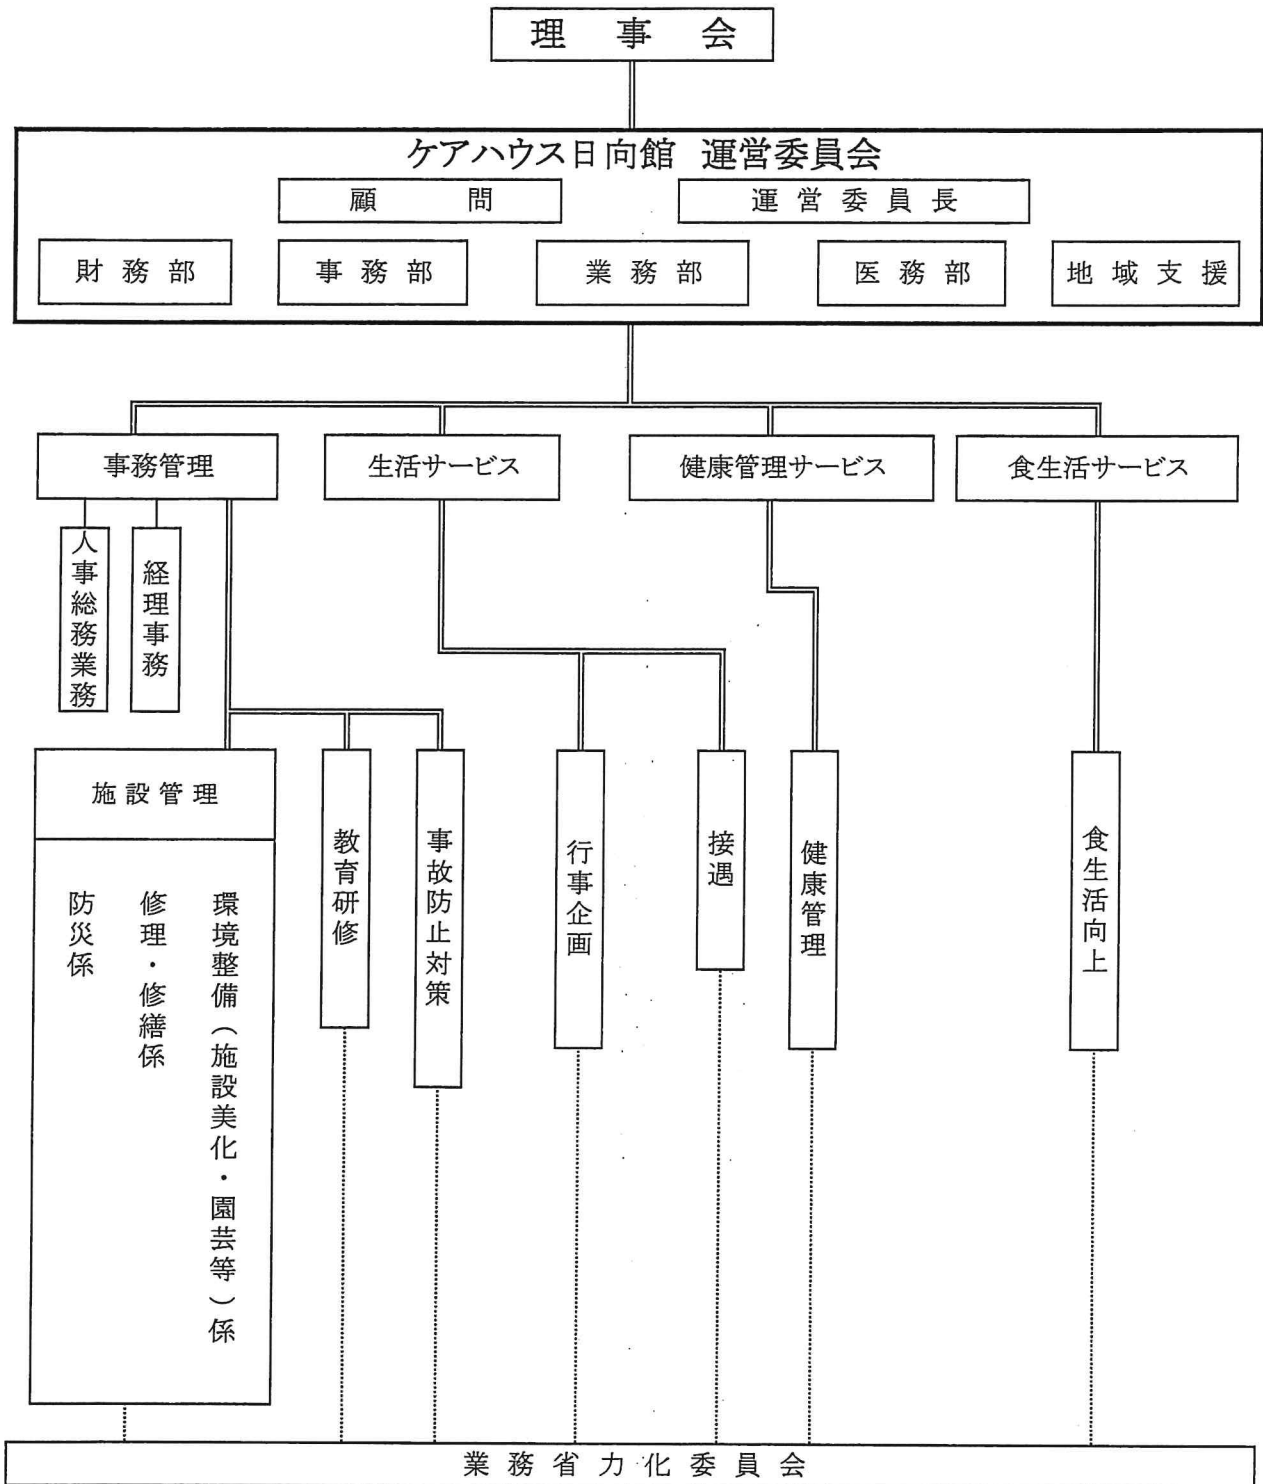 理事会
ケアハウス日向館 運営委員会
顧問
運営委員長
財務部
事務部
業務部
医務部
地域支援
事務管理
生活サービス
健康管理サービス
食生活サービス
人事総務業務
経理事務
施設管理
環境整備（施設美化・園芸等）係
修理・修繕係
防災係
教育研修
事故防止対策
行事企画
接遇
健康管理
食生活向上
業務省力化委員会